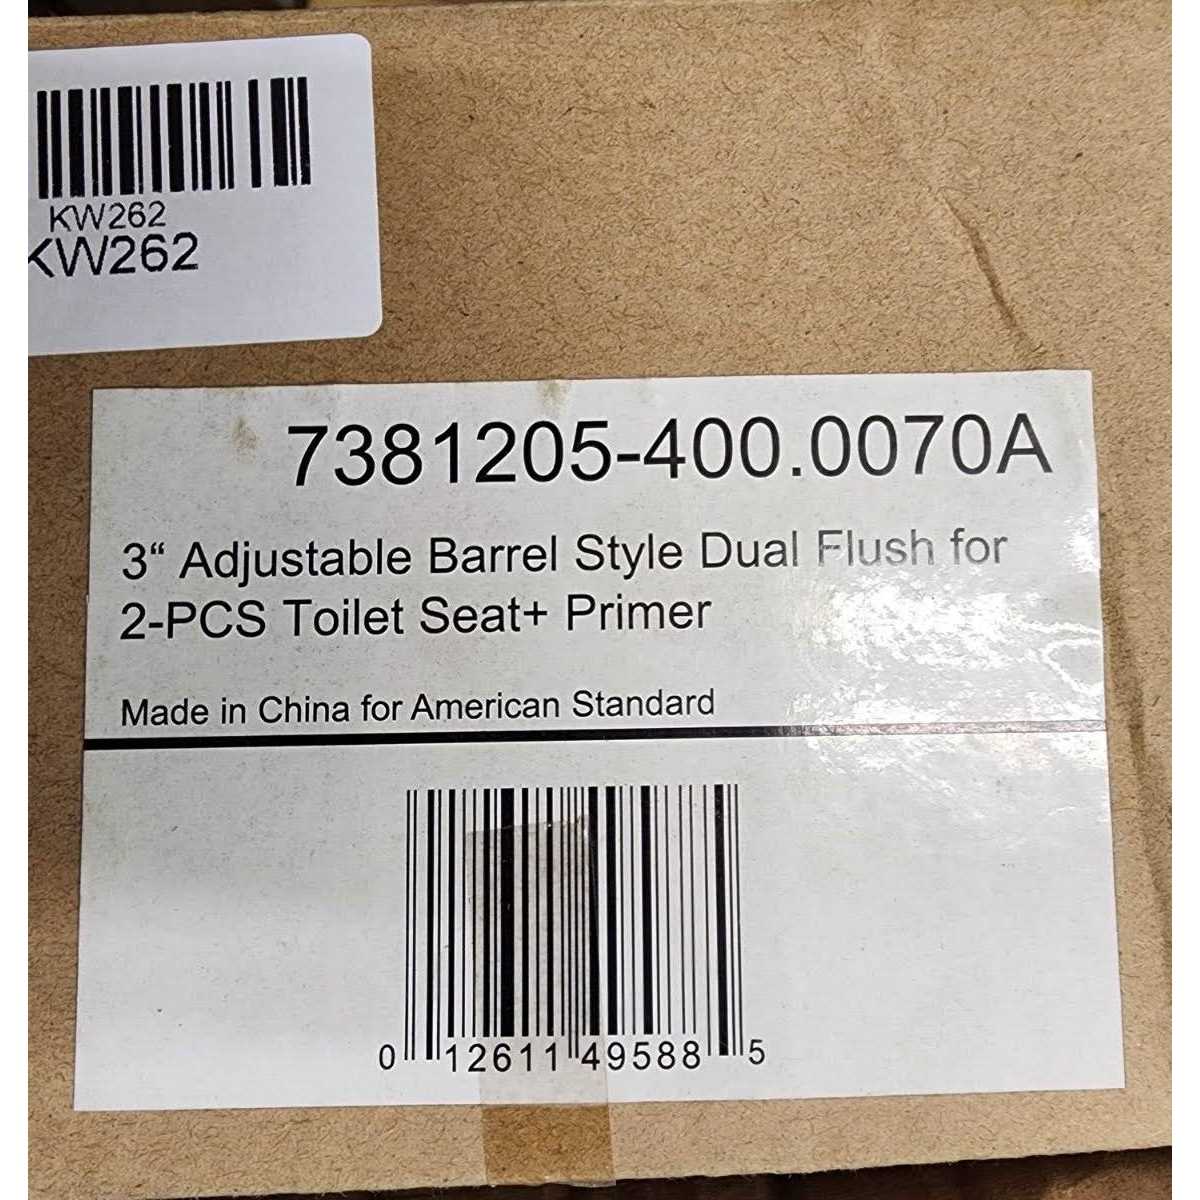 KW262
KW262
7381205-400.0070A
3“ Adjustable Barrel Style Dual Flush for
2-PCS Toilet Seat+ Primer
Made in China for American Standard
0 12611 49588 5